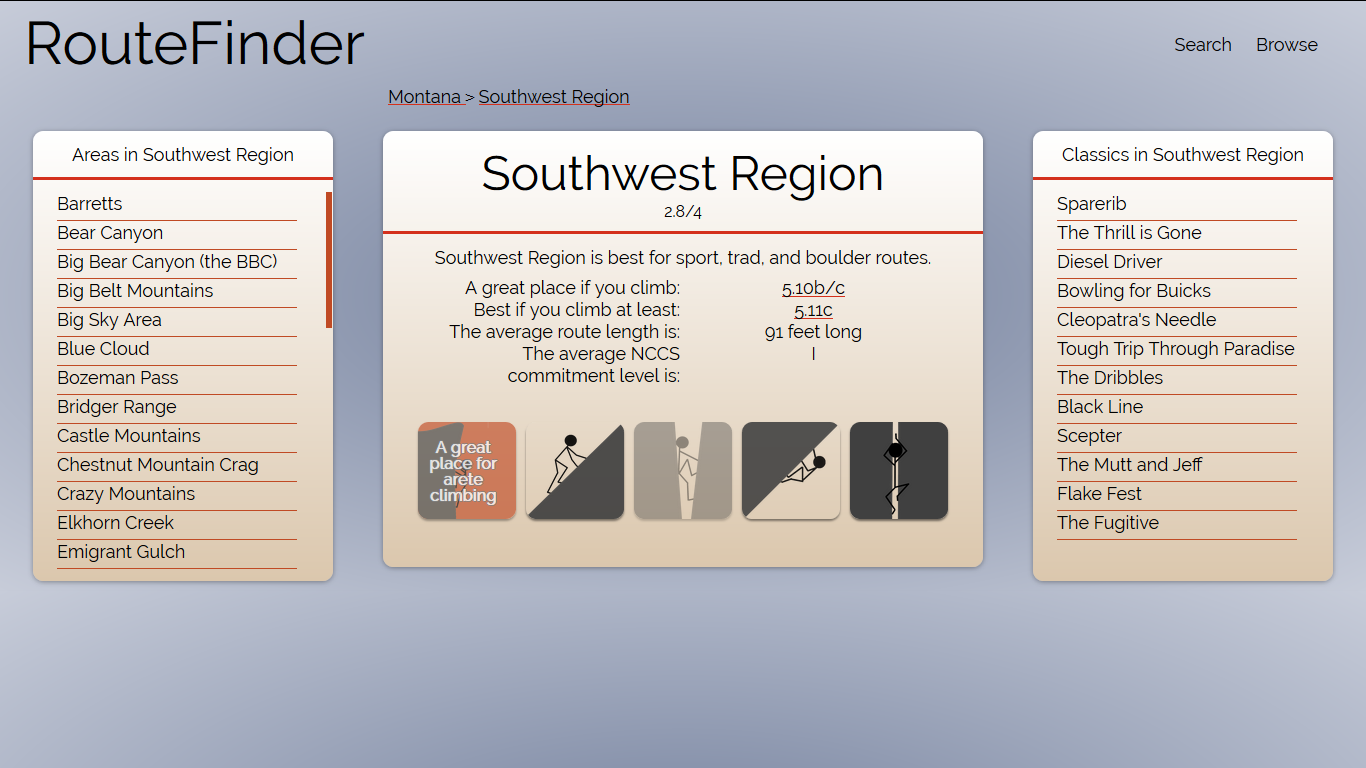 RouteFinder
Search
Browse
Montana > Southwest Region
Areas in Southwest Region
Barretts
Bear Canyon
Big Bear Canyon (the BBC)
Big Belt Mountains
Big Sky Area
Blue Cloud
Bozeman Pass
Bridger Range
Castle Mountains
Chestnut Mountain Crag
Crazy Mountains
Elkhorn Creek
Emigrant Gulch
Southwest Region
2.8/4
Southwest Region is best for sport, trad, and boulder routes.
A great place if you climb: 5.10b/c
Best if you climb at least: 5.11c
The average route length is: 91 feet long
The average NCCS I
commitment level is:
A great
place for
arete
climbing
Classics in Southwest Region
Sparerib
The Thrill is Gone
Diesel Driver
Bowling for Buicks
Cleopatra's Needle
Tough Trip Through Paradise
The Dribbles
Black Line
Scepter
The Mutt and Jeff
Flake Fest
The Fugitive